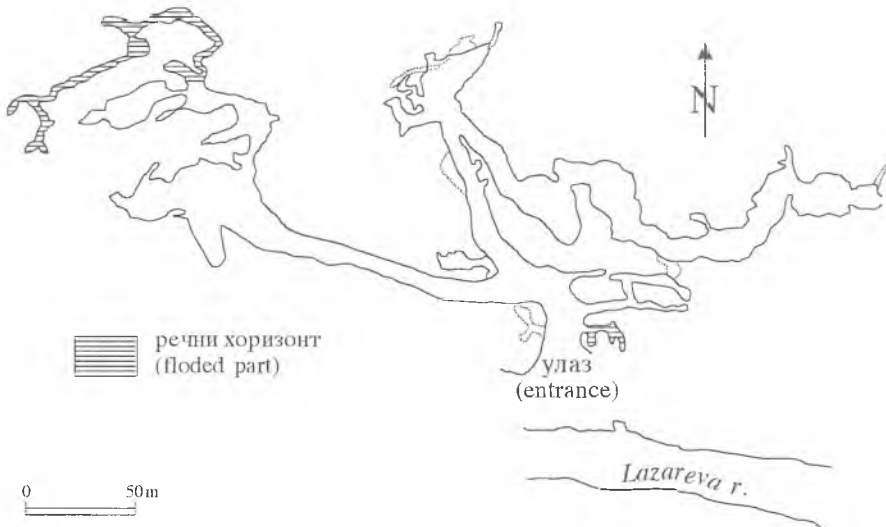 N
речни хоризонт
(floded part)
улаз
(entrance)
Lazareva r.
0 50m